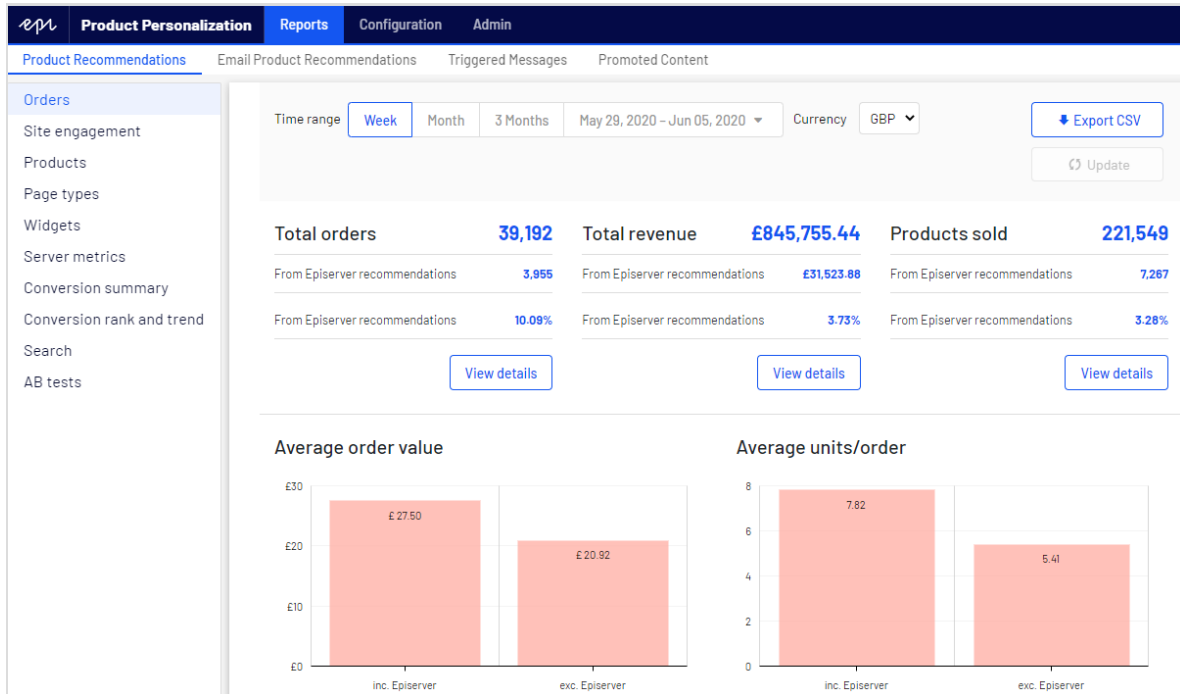 epi Product Personalization Reports Configuration Admin
Product Recommendations Email Product Recommendations Triggered Messages Promoted Content
Orders
Site engagement
Products
Page types
Widgets
Server metrics
Conversion summary
Conversion rank and trend
Search
AB tests
Time range Week Month 3 Months May 29, 2020 - Jun 05, 2020 Currency GBP Export CSV
Update
Total orders 39,192 Total revenue £845,755.44 Products sold 221,549
From Episerver recommendations 3,955 From Episerver recommendations £31,523.88 From Episerver recommendations 7,267
From Episerver recommendations 10.09% From Episerver recommendations 3.73% From Episerver recommendations 3.28%
View details View details View details
Average order value Average units/order
£30
£20
£10
£0
£ 27.50
£ 20.92
inc. Episerver exc. Episerver
8
6
4
2
0
7.82
5.41
inc. Episerver exc. Episerver